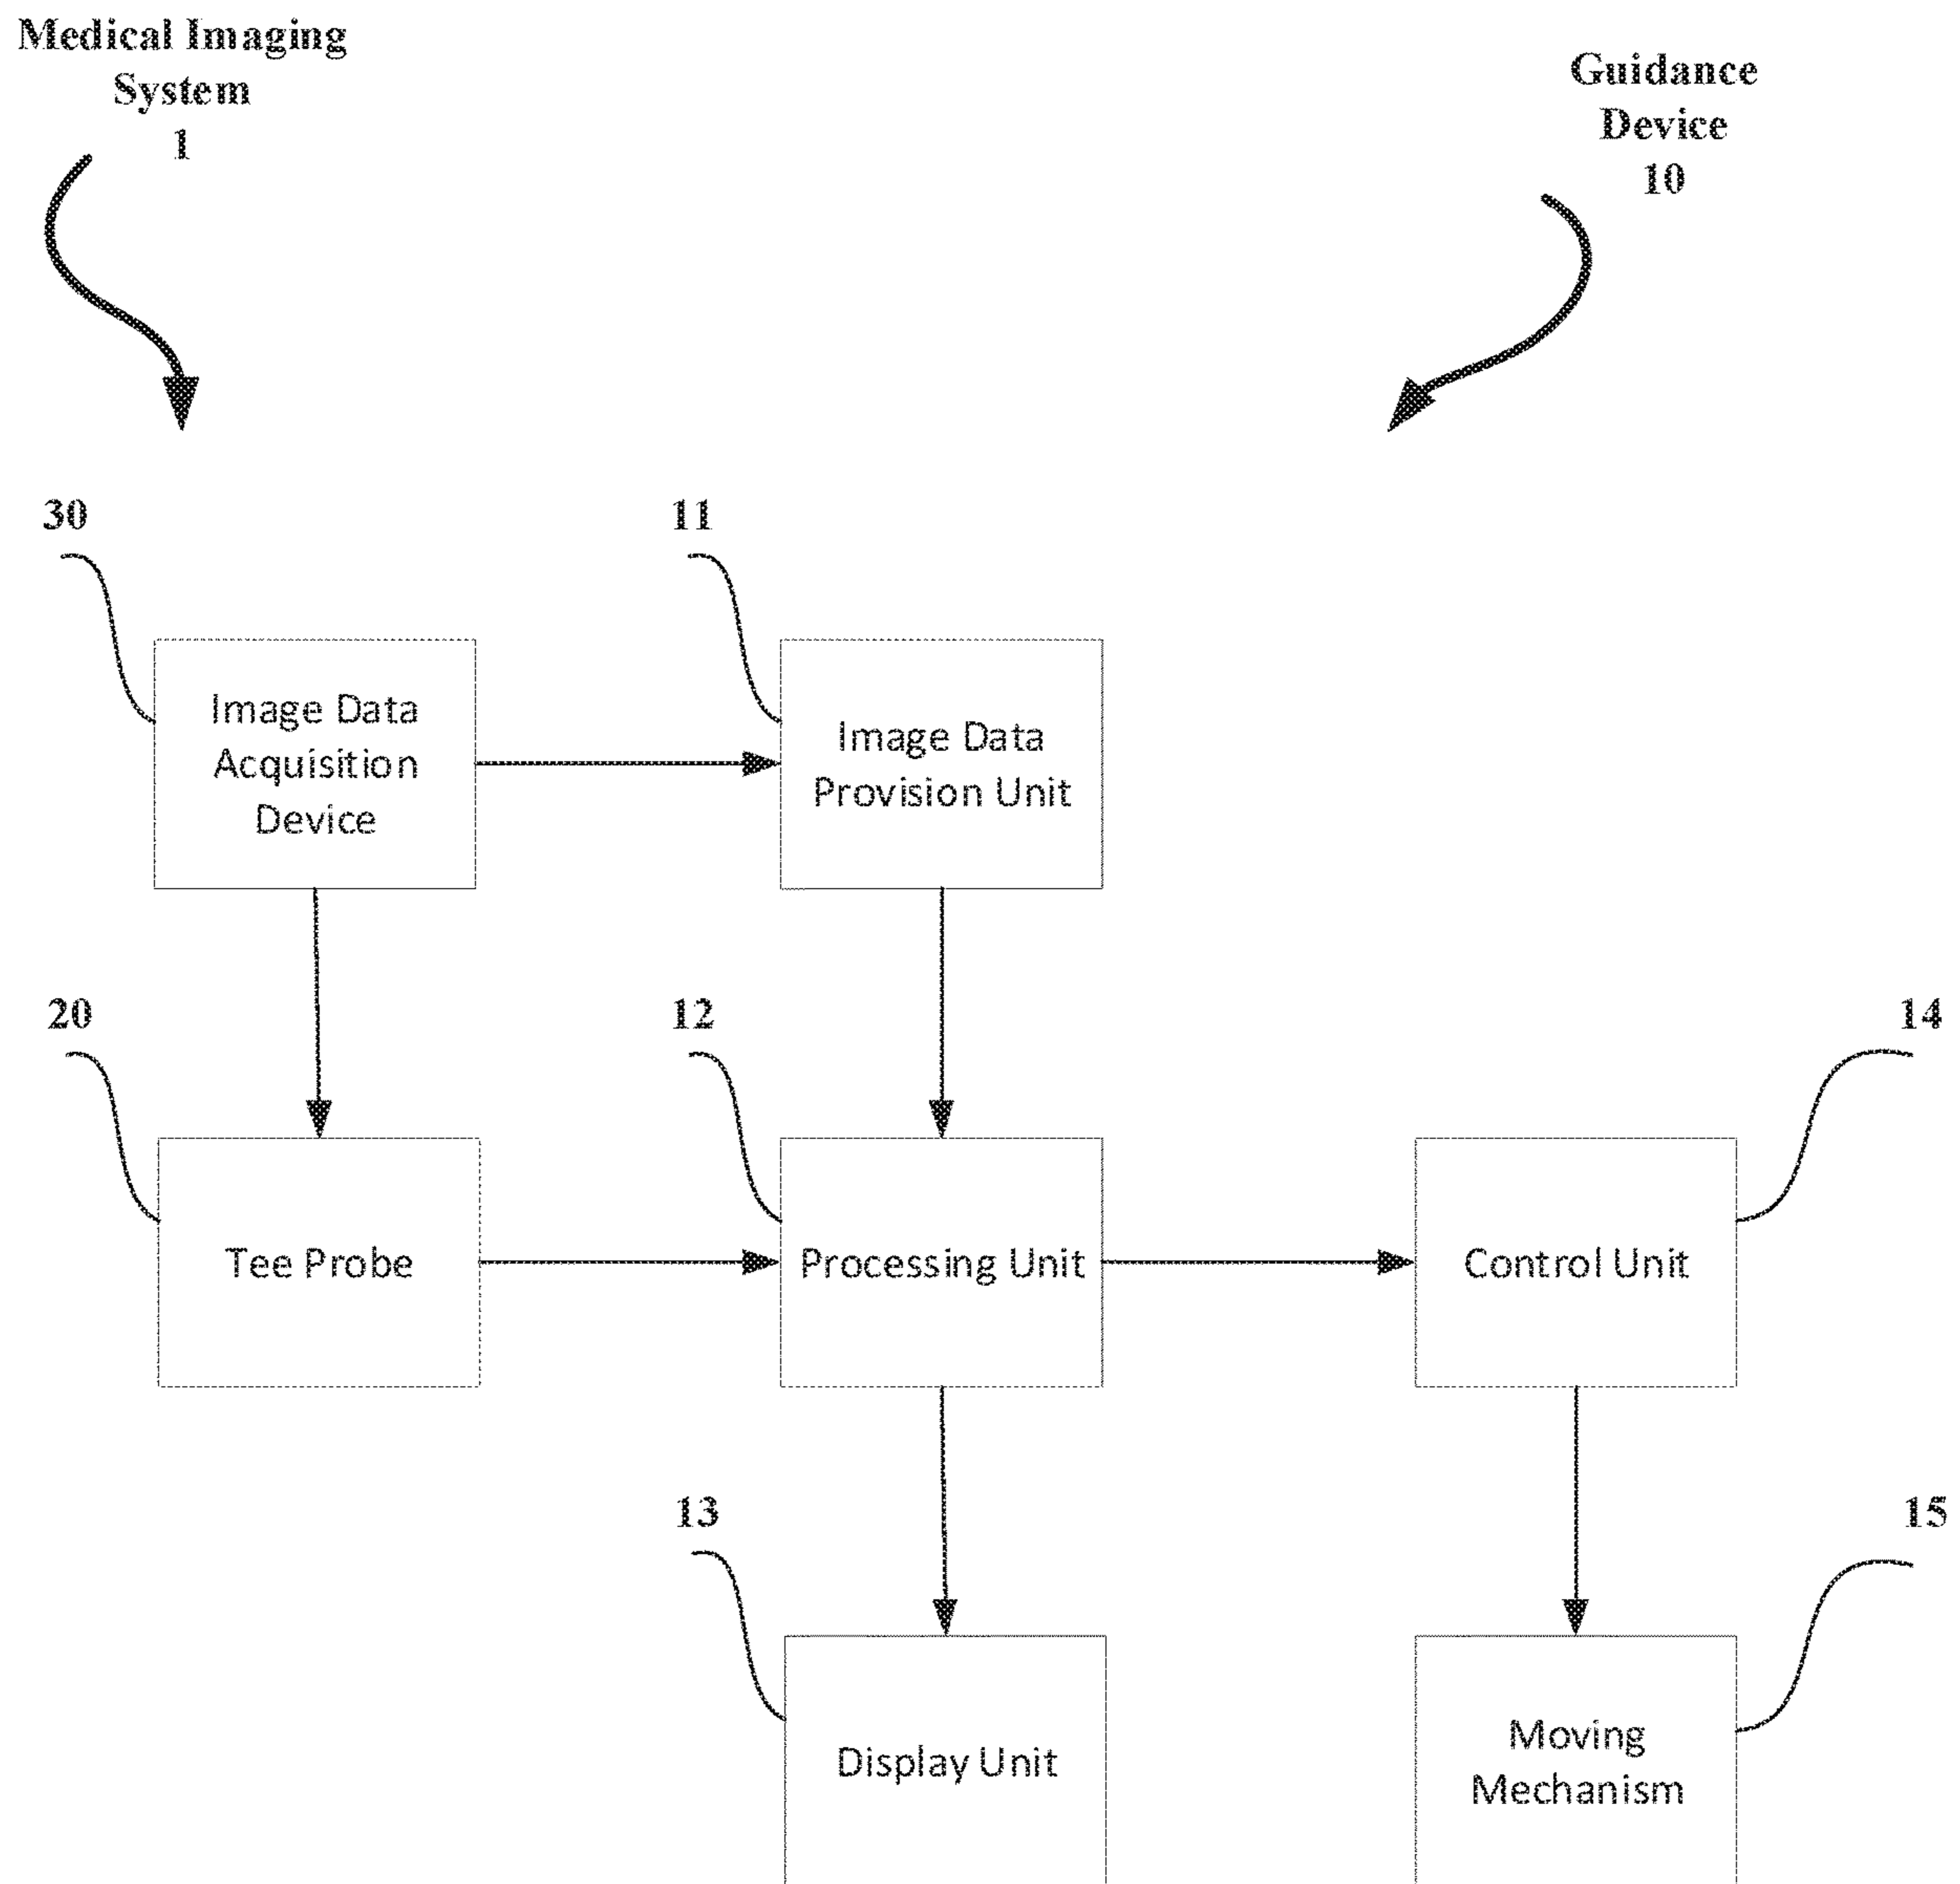 Medical Imaging
System
1
Guidance
Device
10
30
11
Image Data
Acquisition
Device
Image Data
Provision Unit
20
12
14
Tee Probe
Processing Unit
Control Unit
13
15
Display Unit
Moving
Mechanism